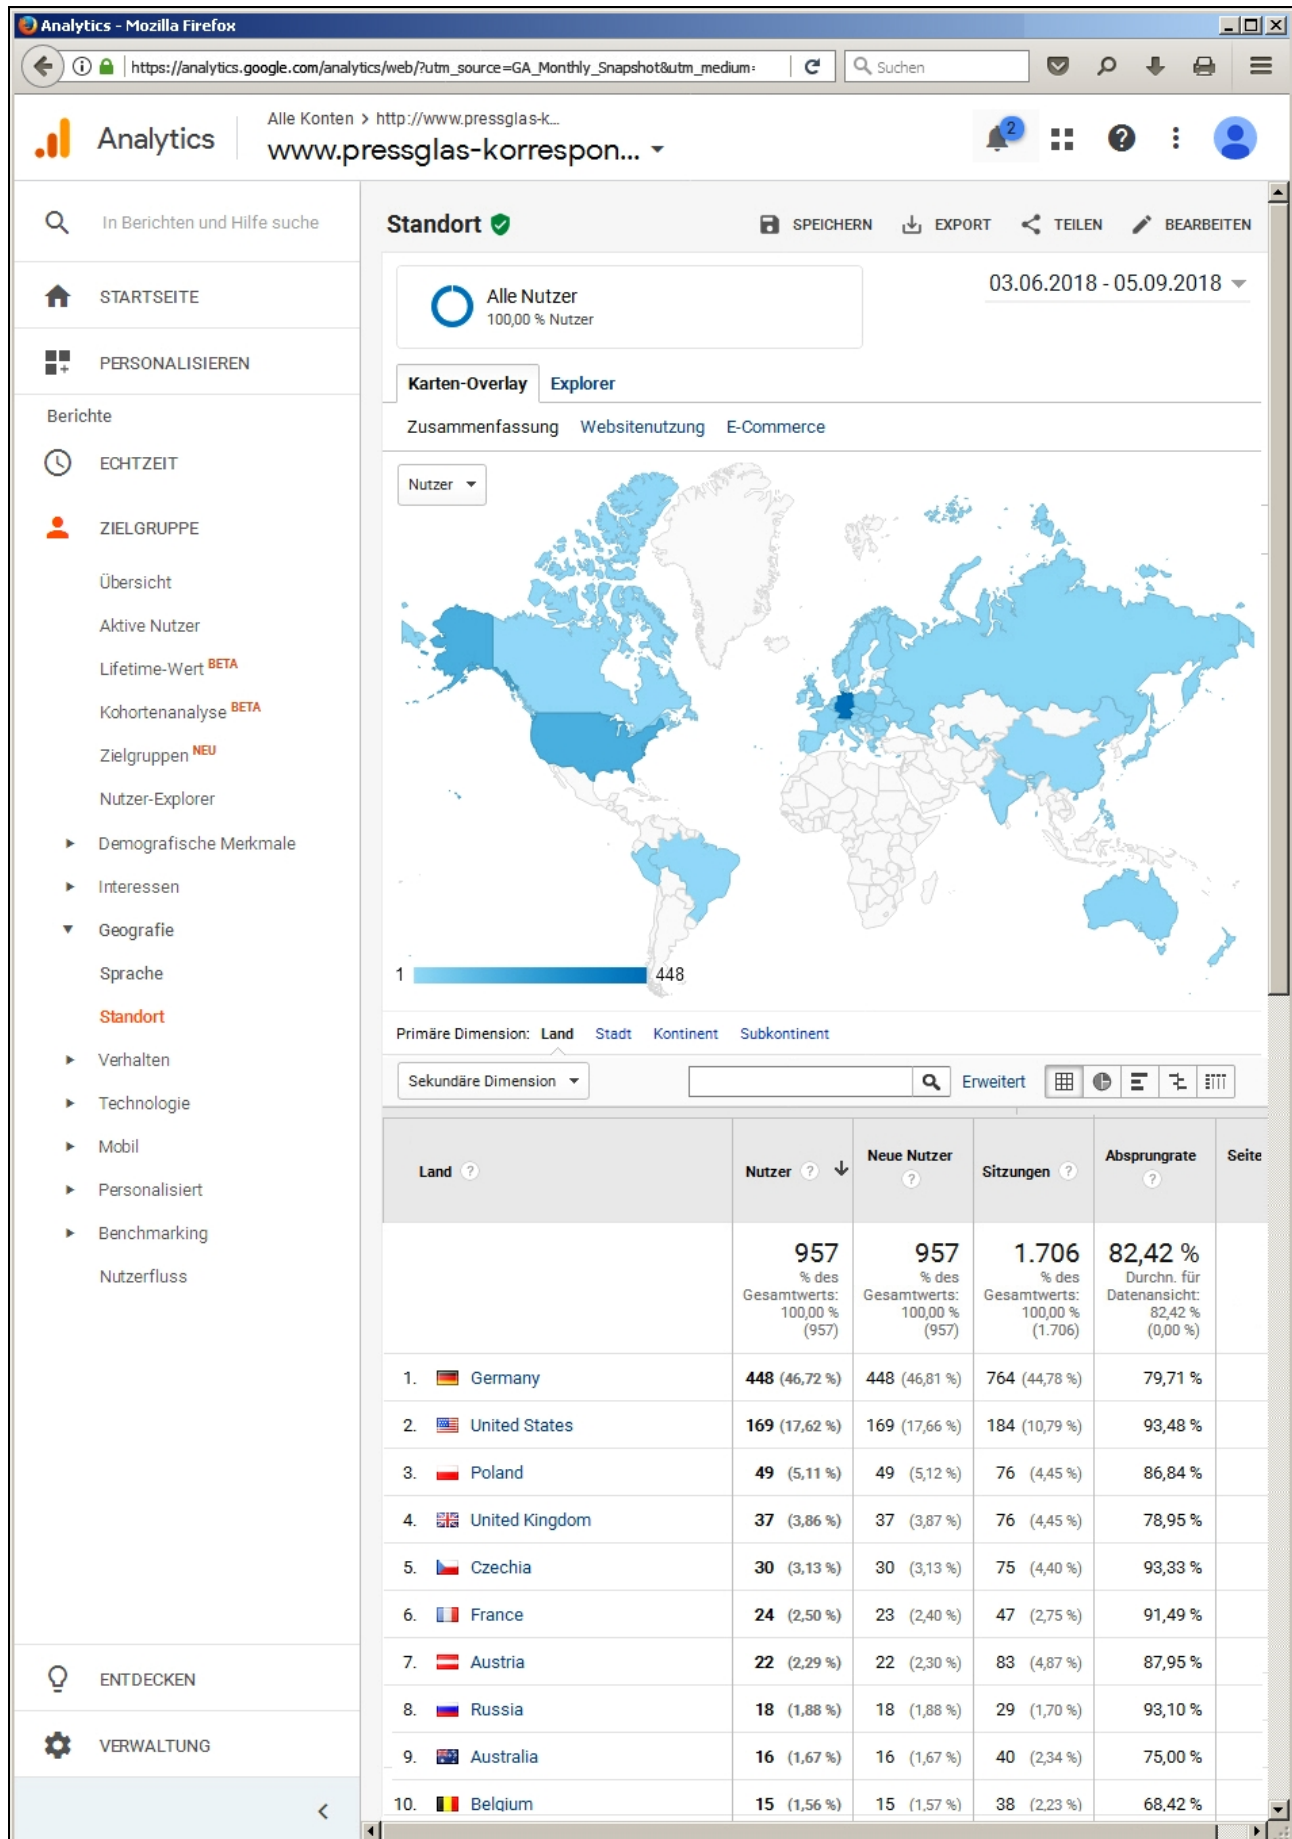 Analytics - Mozilla Firefox
https://analytics.google.com/analytics/web/?utm_source=GA_Monthly_Snapshot&utm_medium=
Suchen
Analytics
Alle Konten > http://www.pressglas-k...
www.pressglas-korrespon...
2
In Berichten und Hilfe suche
STARTSEITE
PERSONALISIEREN
Berichte
ECHTZEIT
ZIELGRUPPE
Übersicht
Aktive Nutzer
Lifetime-Wert BETA
Kohortenanalyse BETA
Zielgruppen NEU
Nutzer-Explorer
Demografische Merkmale
Interessen
Geografie
Sprache
Standort
Verhalten
Technologie
Mobil
Personalisiert
Benchmarking
Nutzerfluss
ENTDECKEN
VERWALTUNG
Standort
SPEICHERN EXPORT TEILEN BEARBEITEN
Alle Nutzer
100,00 % Nutzer
03.06.2018 - 05.09.2018
Karten-Overlay Explorer
Zusammenfassung Websitenutzung E-Commerce
Nutzer
1 448
Primäre Dimension: Land Stadt Kontinent Subkontinent
Sekundäre Dimension Erweitert
Land ? Nutzer ? Neue Nutzer ? Sitzungen ? Absprungrate ? Seite
957 957 1.706 82,42 %
% des % des % des Durchn. für
Gesamtwerts: Gesamtwerts: Gesamtwerts: Datenansicht:
100,00 % 100,00 % 100,00 % 82,42 %
(957) (957) (1.706) (0,00 %)
1. Germany 448 (46,72 %) 448 (46,81 %) 764 (44,78 %) 79,71 %
2. United States 169 (17,62 %) 169 (17,66 %) 184 (10,79 %) 93,48 %
3. Poland 49 (5,11 %) 49 (5,12 %) 76 (4,45 %) 86,84 %
4. United Kingdom 37 (3,86 %) 37 (3,87 %) 76 (4,45 %) 78,95 %
5. Czechia 30 (3,13 %) 30 (3,13 %) 75 (4,40 %) 93,33 %
6. France 24 (2,50 %) 23 (2,40 %) 47 (2,75 %) 91,49 %
7. Austria 22 (2,29 %) 22 (2,30 %) 83 (4,87 %) 87,95 %
8. Russia 18 (1,88 %) 18 (1,88 %) 29 (1,70 %) 93,10 %
9. Australia 16 (1,67 %) 16 (1,67 %) 40 (2,34 %) 75,00 %
10. Belgium 15 (1,56 %) 15 (1,57 %) 38 (2,23 %) 68,42 %